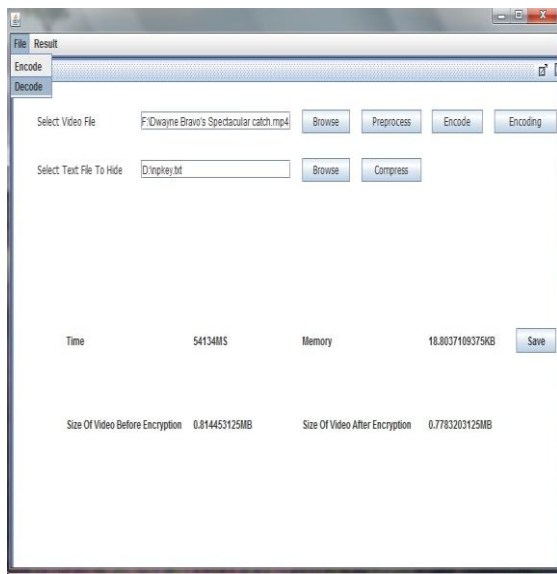 File Result
Encode
Decode
Select Video File F:\Dwayne Bravo's Spectacular catch.mp4 Browse Preprocess Encode Encoding
Select Text File To Hide D:\npkey.txt Browse Compress
Time 54134MS Memory 18.8037109375KB Save
Size Of Video Before Encryption 0.814453125MB Size Of Video After Encryption 0.7783203125MB